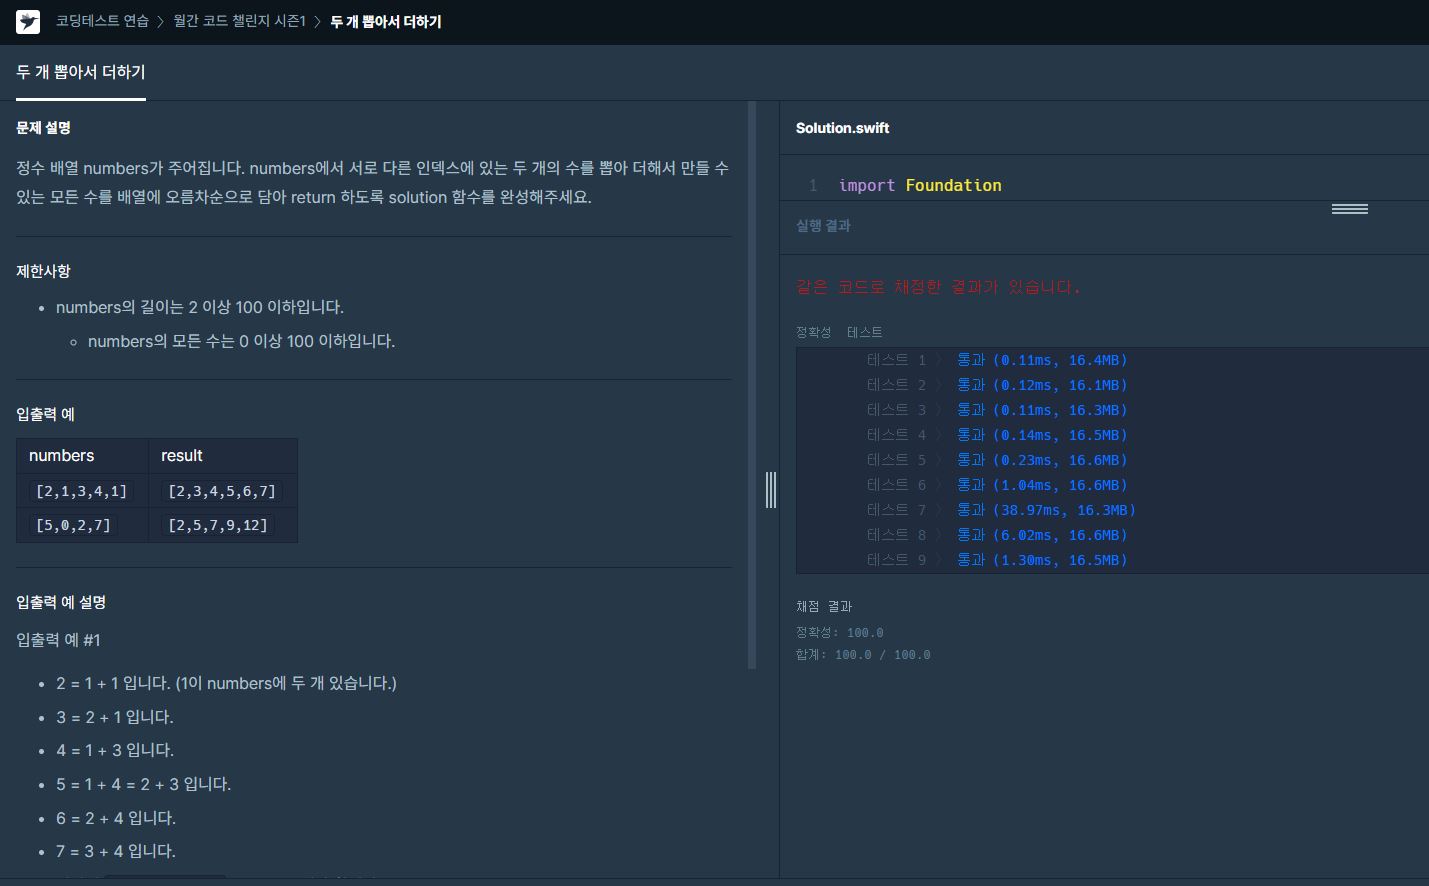 코딩테스트 연습 > 월간 코드 챌린지 시즌1 > 두 개 뽑아서 더하기
두 개 뽑아서 더하기
문제 설명
정수 배열 numbers가 주어집니다. numbers에서 서로 다른 인덱스에 있는 두 개의 수를 뽑아 더해서 만들 수
있는 모든 수를 배열에 오름차순으로 담아 return 하도록 solution 함수를 완성해주세요.
제한사항
numbers의 길이는 2 이상 100 이하입니다.
numbers의 모든 수는 0 이상 100 이하입니다.
입출력 예
numbers result
[2,1,3,4,1] [2,3,4,5,6,7]
[5,0,2,7] [2,5,7,9,12]
입출력 예 설명
입출력 예 #1
2 = 1 + 1 입니다. (1이 numbers에 두 개 있습니다.)
3 = 2 + 1 입니다.
4 = 1 + 3 입니다.
5 = 1 + 4 = 2 + 3 입니다.
6 = 2 + 4 입니다.
7 = 3 + 4 입니다.
Solution.swift
1 import Foundation
실행 결과
같은 코드로 채점한 결과가 있습니다.
정확성 테스트
테스트 1 > 통과 (0.11ms, 16.4MB)
테스트 2 > 통과 (0.12ms, 16.1MB)
테스트 3 > 통과 (0.11ms, 16.3MB)
테스트 4 > 통과 (0.14ms, 16.5MB)
테스트 5 > 통과 (0.23ms, 16.6MB)
테스트 6 > 통과 (1.04ms, 16.6MB)
테스트 7 > 통과 (38.97ms, 16.3MB)
테스트 8 > 통과 (6.02ms, 16.6MB)
테스트 9 > 통과 (1.30ms, 16.5MB)
채점 결과
정확성: 100.0
합계: 100.0 / 100.0